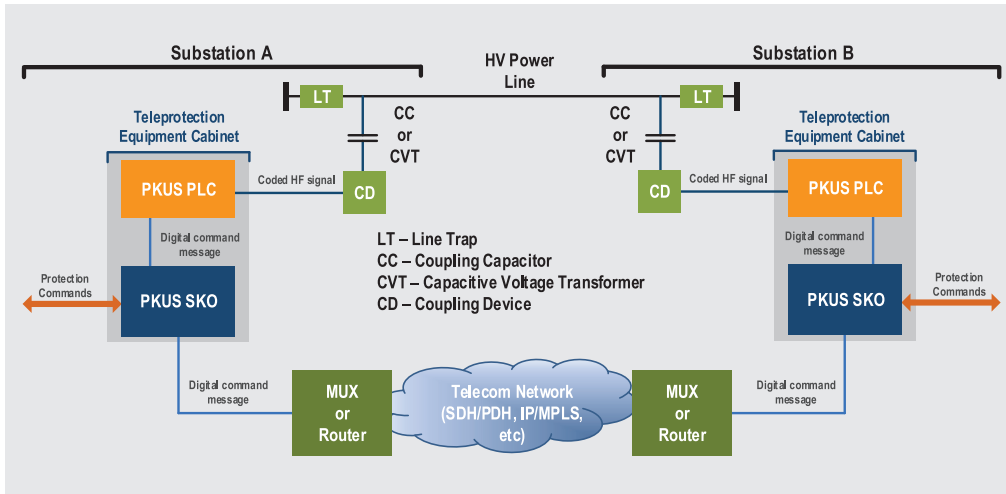 Substation A
Substation B
HV Power
Line
LT
LT
CC
or
CVT
CC
or
CVT
Teleprotection
Equipment Cabinet
Teleprotection
Equipment Cabinet
PKUS PLC
Coded HF signal
CD
CD
Coded HF signal
PKUS PLC
Digital command
message
Digital command
message
LT – Line Trap
CC – Coupling Capacitor
CVT – Capacitive Voltage Transformer
CD – Coupling Device
Protection
Commands
PKUS SKO
PKUS SKO
Protection
Commands
Digital command
message
MUX
or
Router
Telecom Network
(SDH/PDH, IP/MPLS,
etc)
MUX
or
Router
Digital command
message